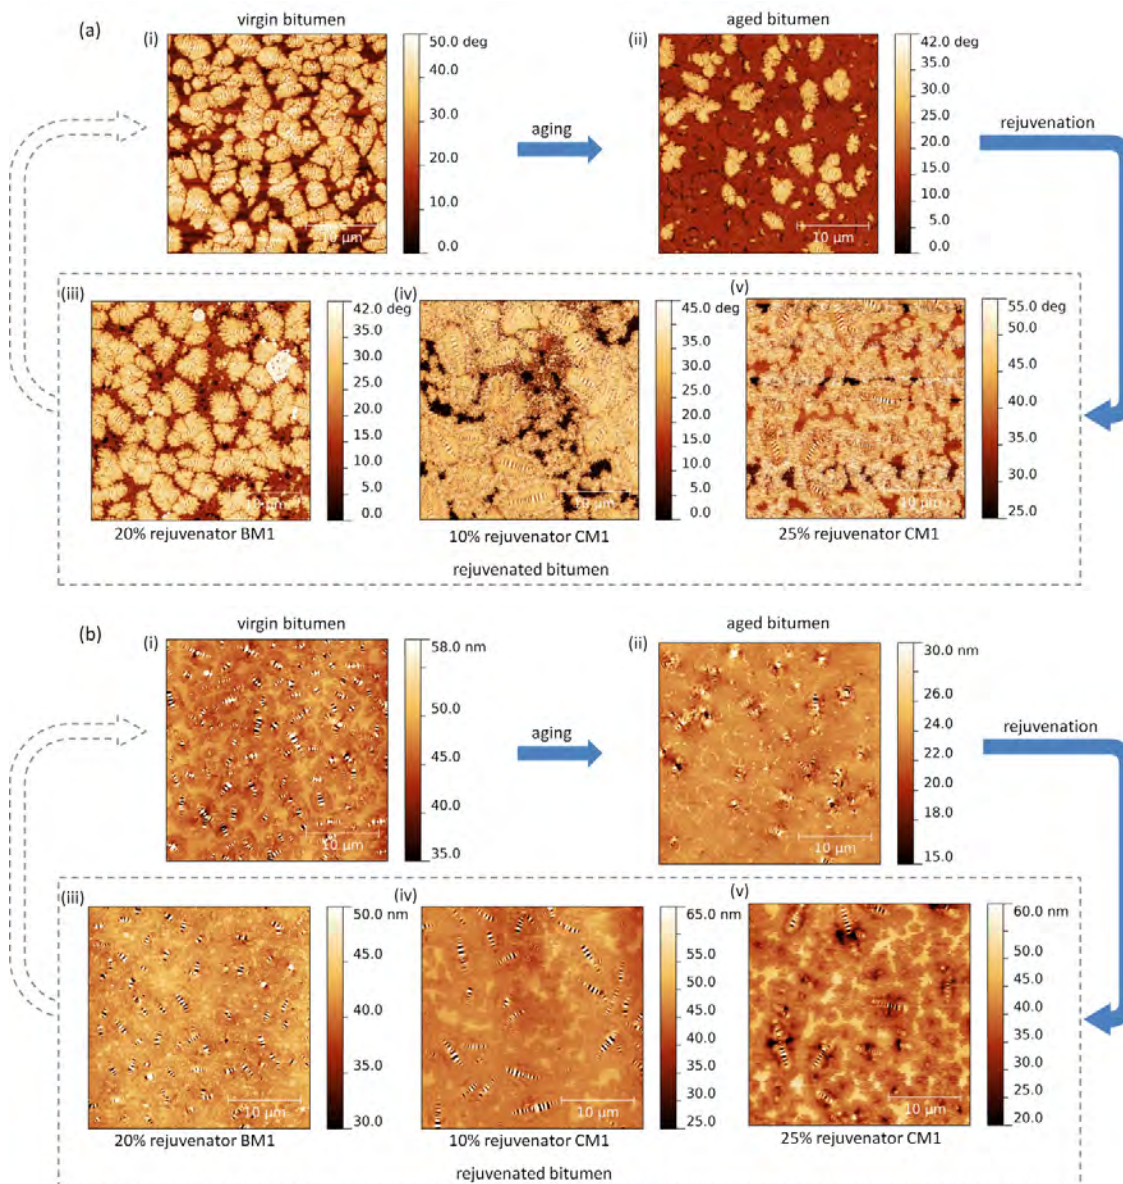 (a)
virgin bitumen
aged bitumen
(i)
50.0 deg
40.0
30.0
20.0
10.0
0.0
10 µm
aging
(ii)
42.0 deg
35.0
30.0
25.0
20.0
15.0
10.0
5.0
0.0
10 µm
rejuvenation
(iii)
42.0 deg
35.0
30.0
25.0
20.0
15.0
10.0
5.0
0.0
10 µm
20% rejuvenator BM1
(iv)
45.0 deg
40.0
35.0
30.0
25.0
20.0
15.0
10.0
5.0
0.0
10 µm
10% rejuvenator CM1
(v)
55.0 deg
50.0
45.0
40.0
35.0
30.0
25.0
10 µm
25% rejuvenator CM1
rejuvenated bitumen
(b)
virgin bitumen
aged bitumen
(i)
58.0 nm
50.0
45.0
40.0
35.0
10 µm
aging
(ii)
30.0 nm
26.0
24.0
22.0
20.0
18.0
15.0
10 µm
rejuvenation
(iii)
50.0 nm
45.0
40.0
35.0
30.0
10 µm
20% rejuvenator BM1
(iv)
65.0 nm
55.0
50.0
45.0
40.0
35.0
30.0
25.0
10 µm
10% rejuvenator CM1
(v)
60.0 nm
50.0
45.0
40.0
35.0
30.0
25.0
20.0
10 µm
25% rejuvenator CM1
rejuvenated bitumen